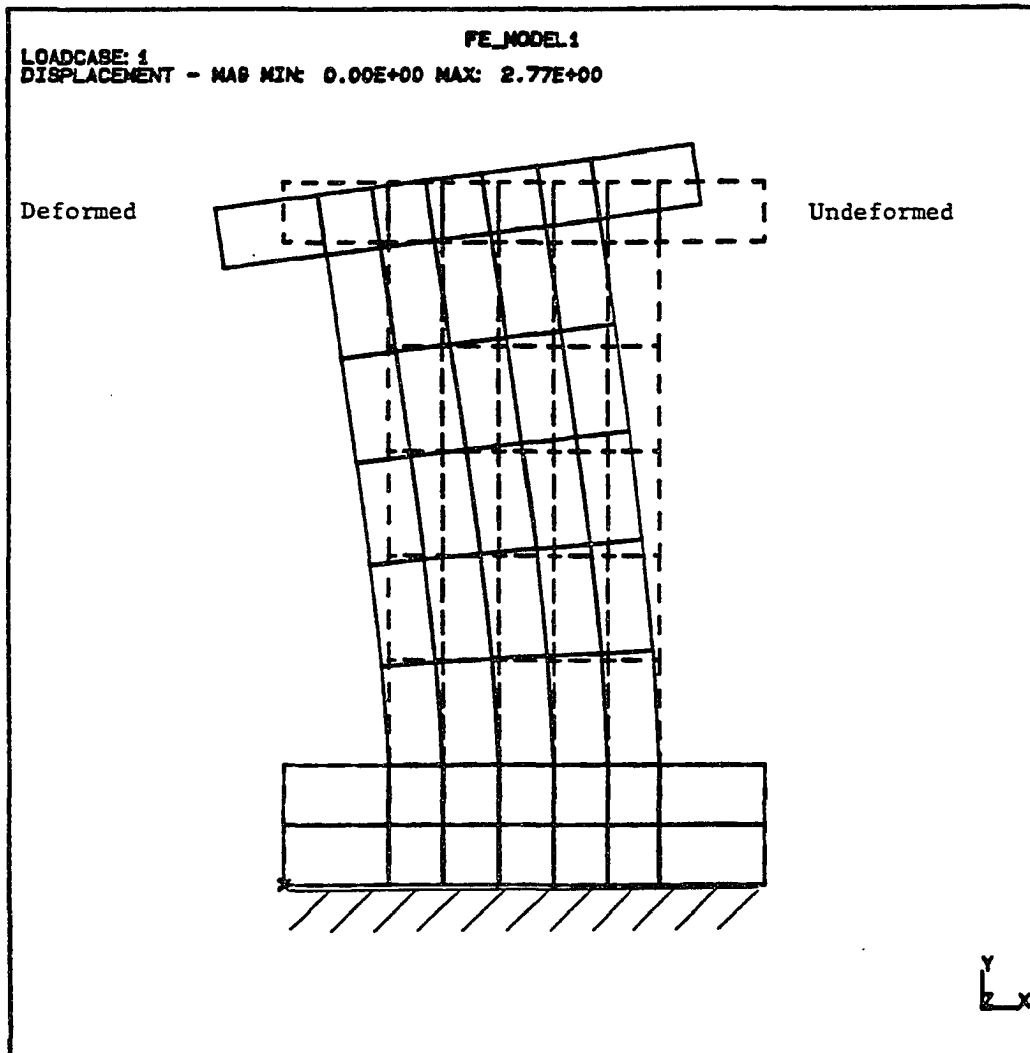 FE_MODEL1
LOADCASE: 1
DISPLACEMENT - MAG MIN: 0.00E+00 MAX: 2.77E+00
Deformed
Undeformed
Y
Z X